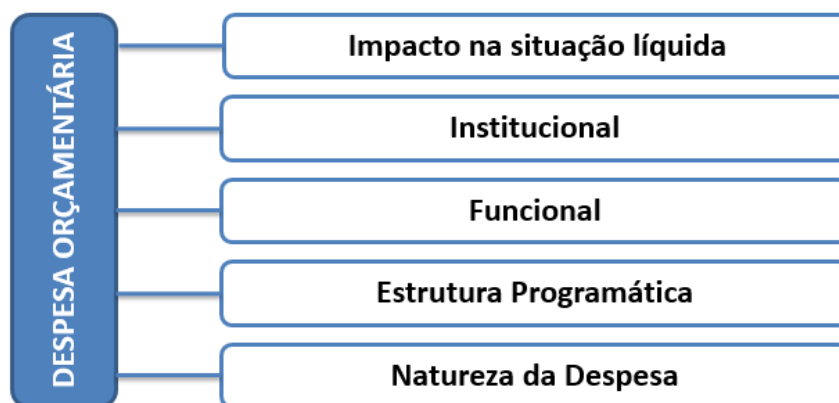 DESPESA ORÇAMENTÁRIA
Impacto na situação líquida
Institucional
Funcional
Estrutura Programática
Natureza da Despesa